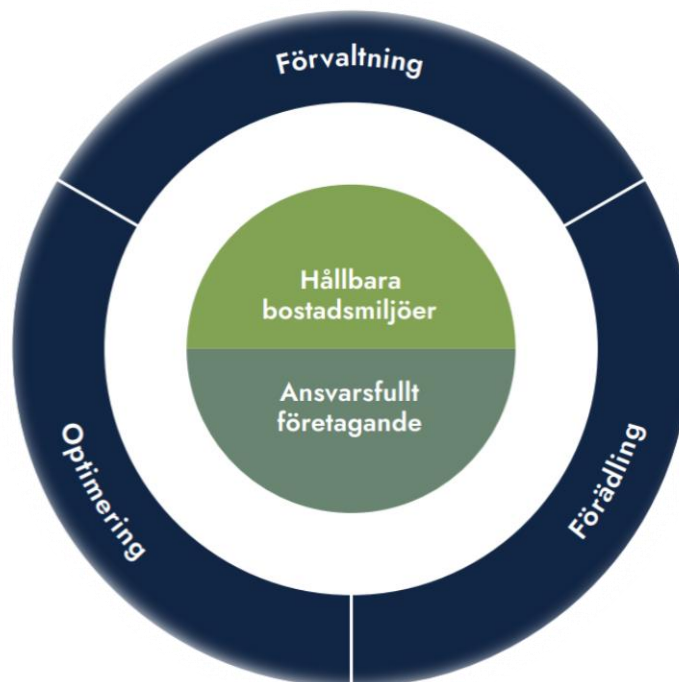 Förvaltning
Hållbara
bostadsmiljöer
Ansvarsfullt
företagande
Optimering
Förädling